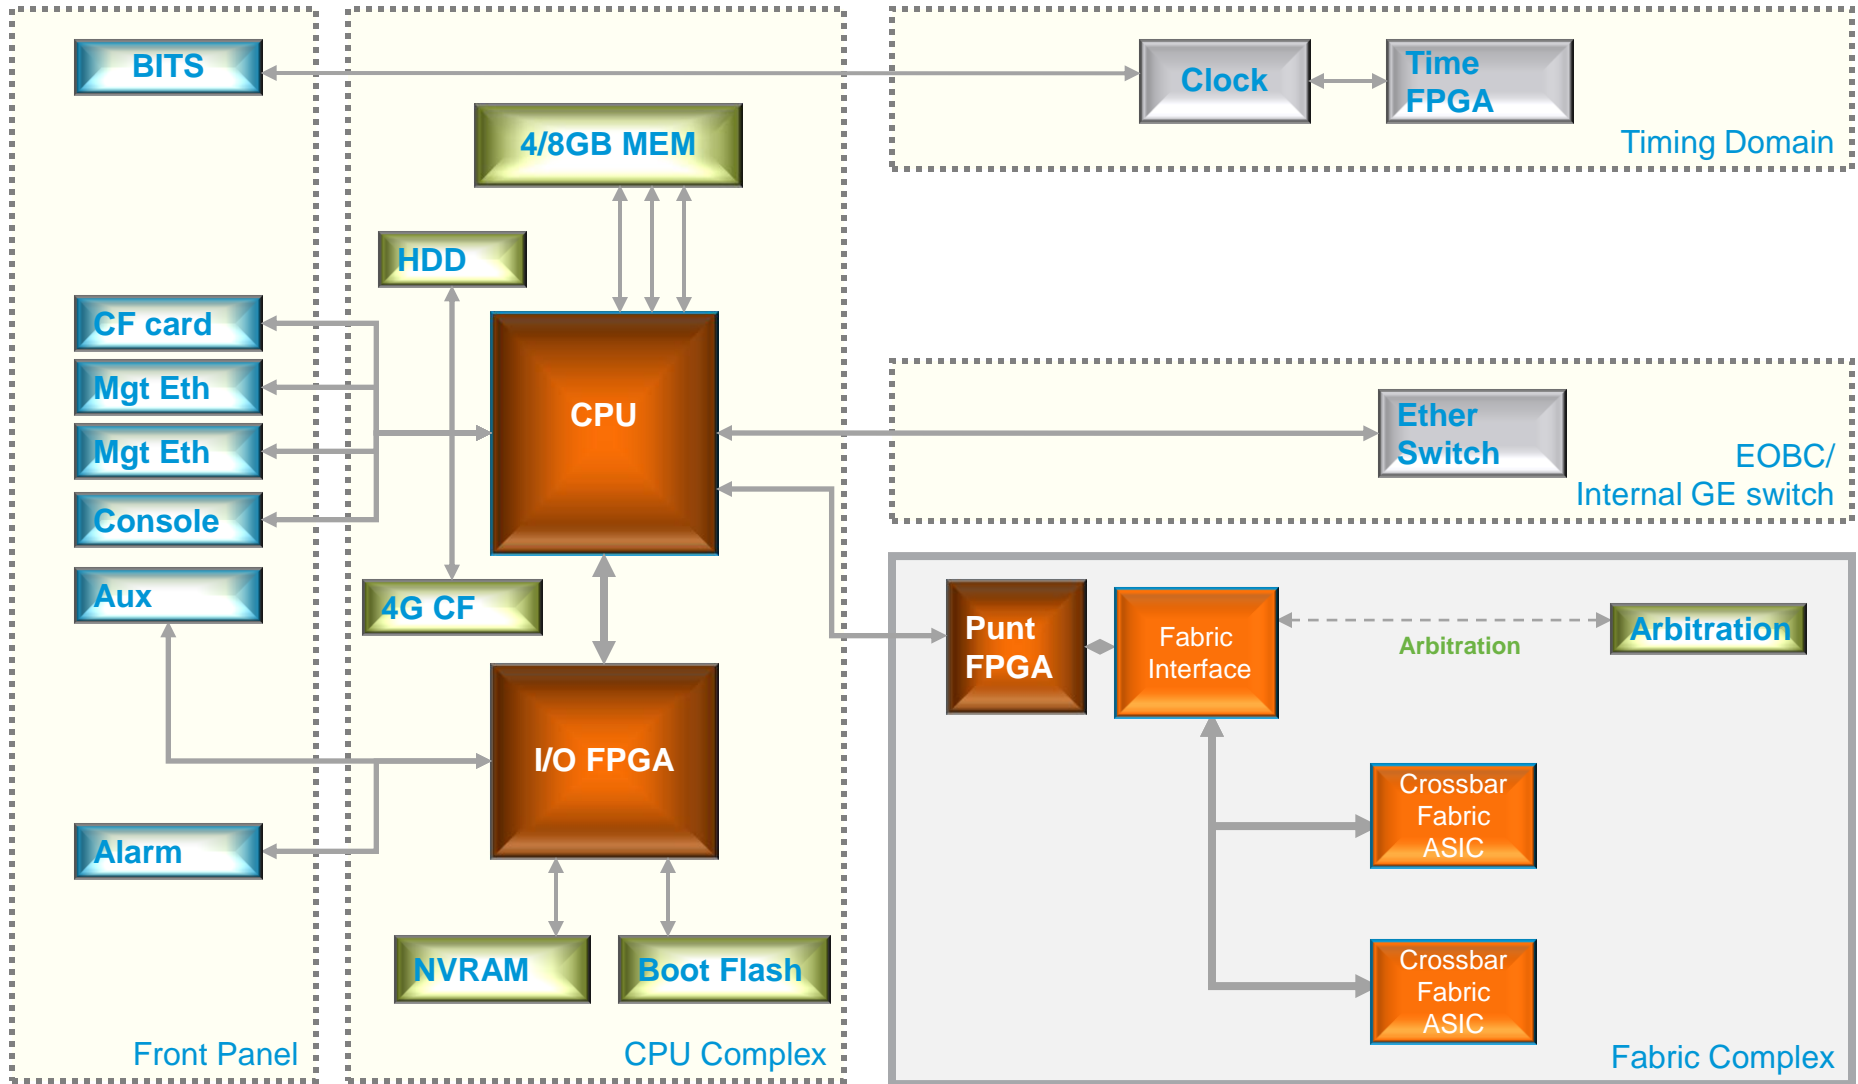 BITS
CF card
Mgt Eth
Mgt Eth
Console
Aux
Alarm
Front Panel
4/8GB MEM
HDD
CPU
4G CF
I/O FPGA
NVRAM
Boot Flash
CPU Complex
Clock
Time
FPGA
Timing Domain
Ether
Switch
EOBC/
Internal GE switch
Punt
FPGA
Fabric
Interface
Arbitration
Arbitration
Crossbar
Fabric
ASIC
Crossbar
Fabric
ASIC
Fabric Complex